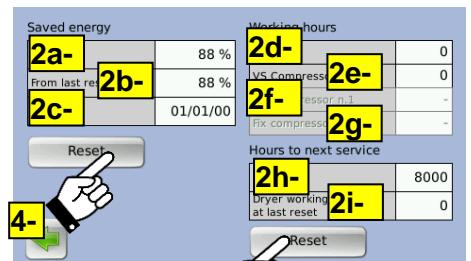 Saved energy
2a- 88 %
From last res 2b- 88 %
2c- 01/01/00
Reset
4-
Working hours
2d- 0
VS Compresso 2e- 0
2f- essor n.1 -
Fix compresso 2g- -
Hours to next service
2h- 8000
Dryer working
at last reset 2i- 0
Reset